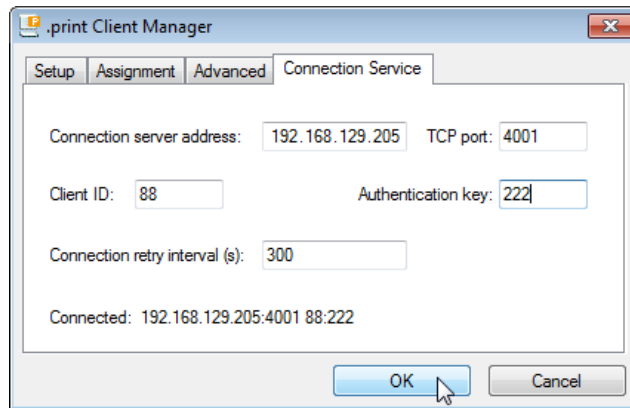 .print Client Manager
Setup Assignment Advanced Connection Service
Connection server address: 192.168.129.205 TCP port: 4001
Client ID: 88 Authentication key: 222
Connection retry interval (s): 300
Connected: 192.168.129.205:4001 88:222
OK Cancel